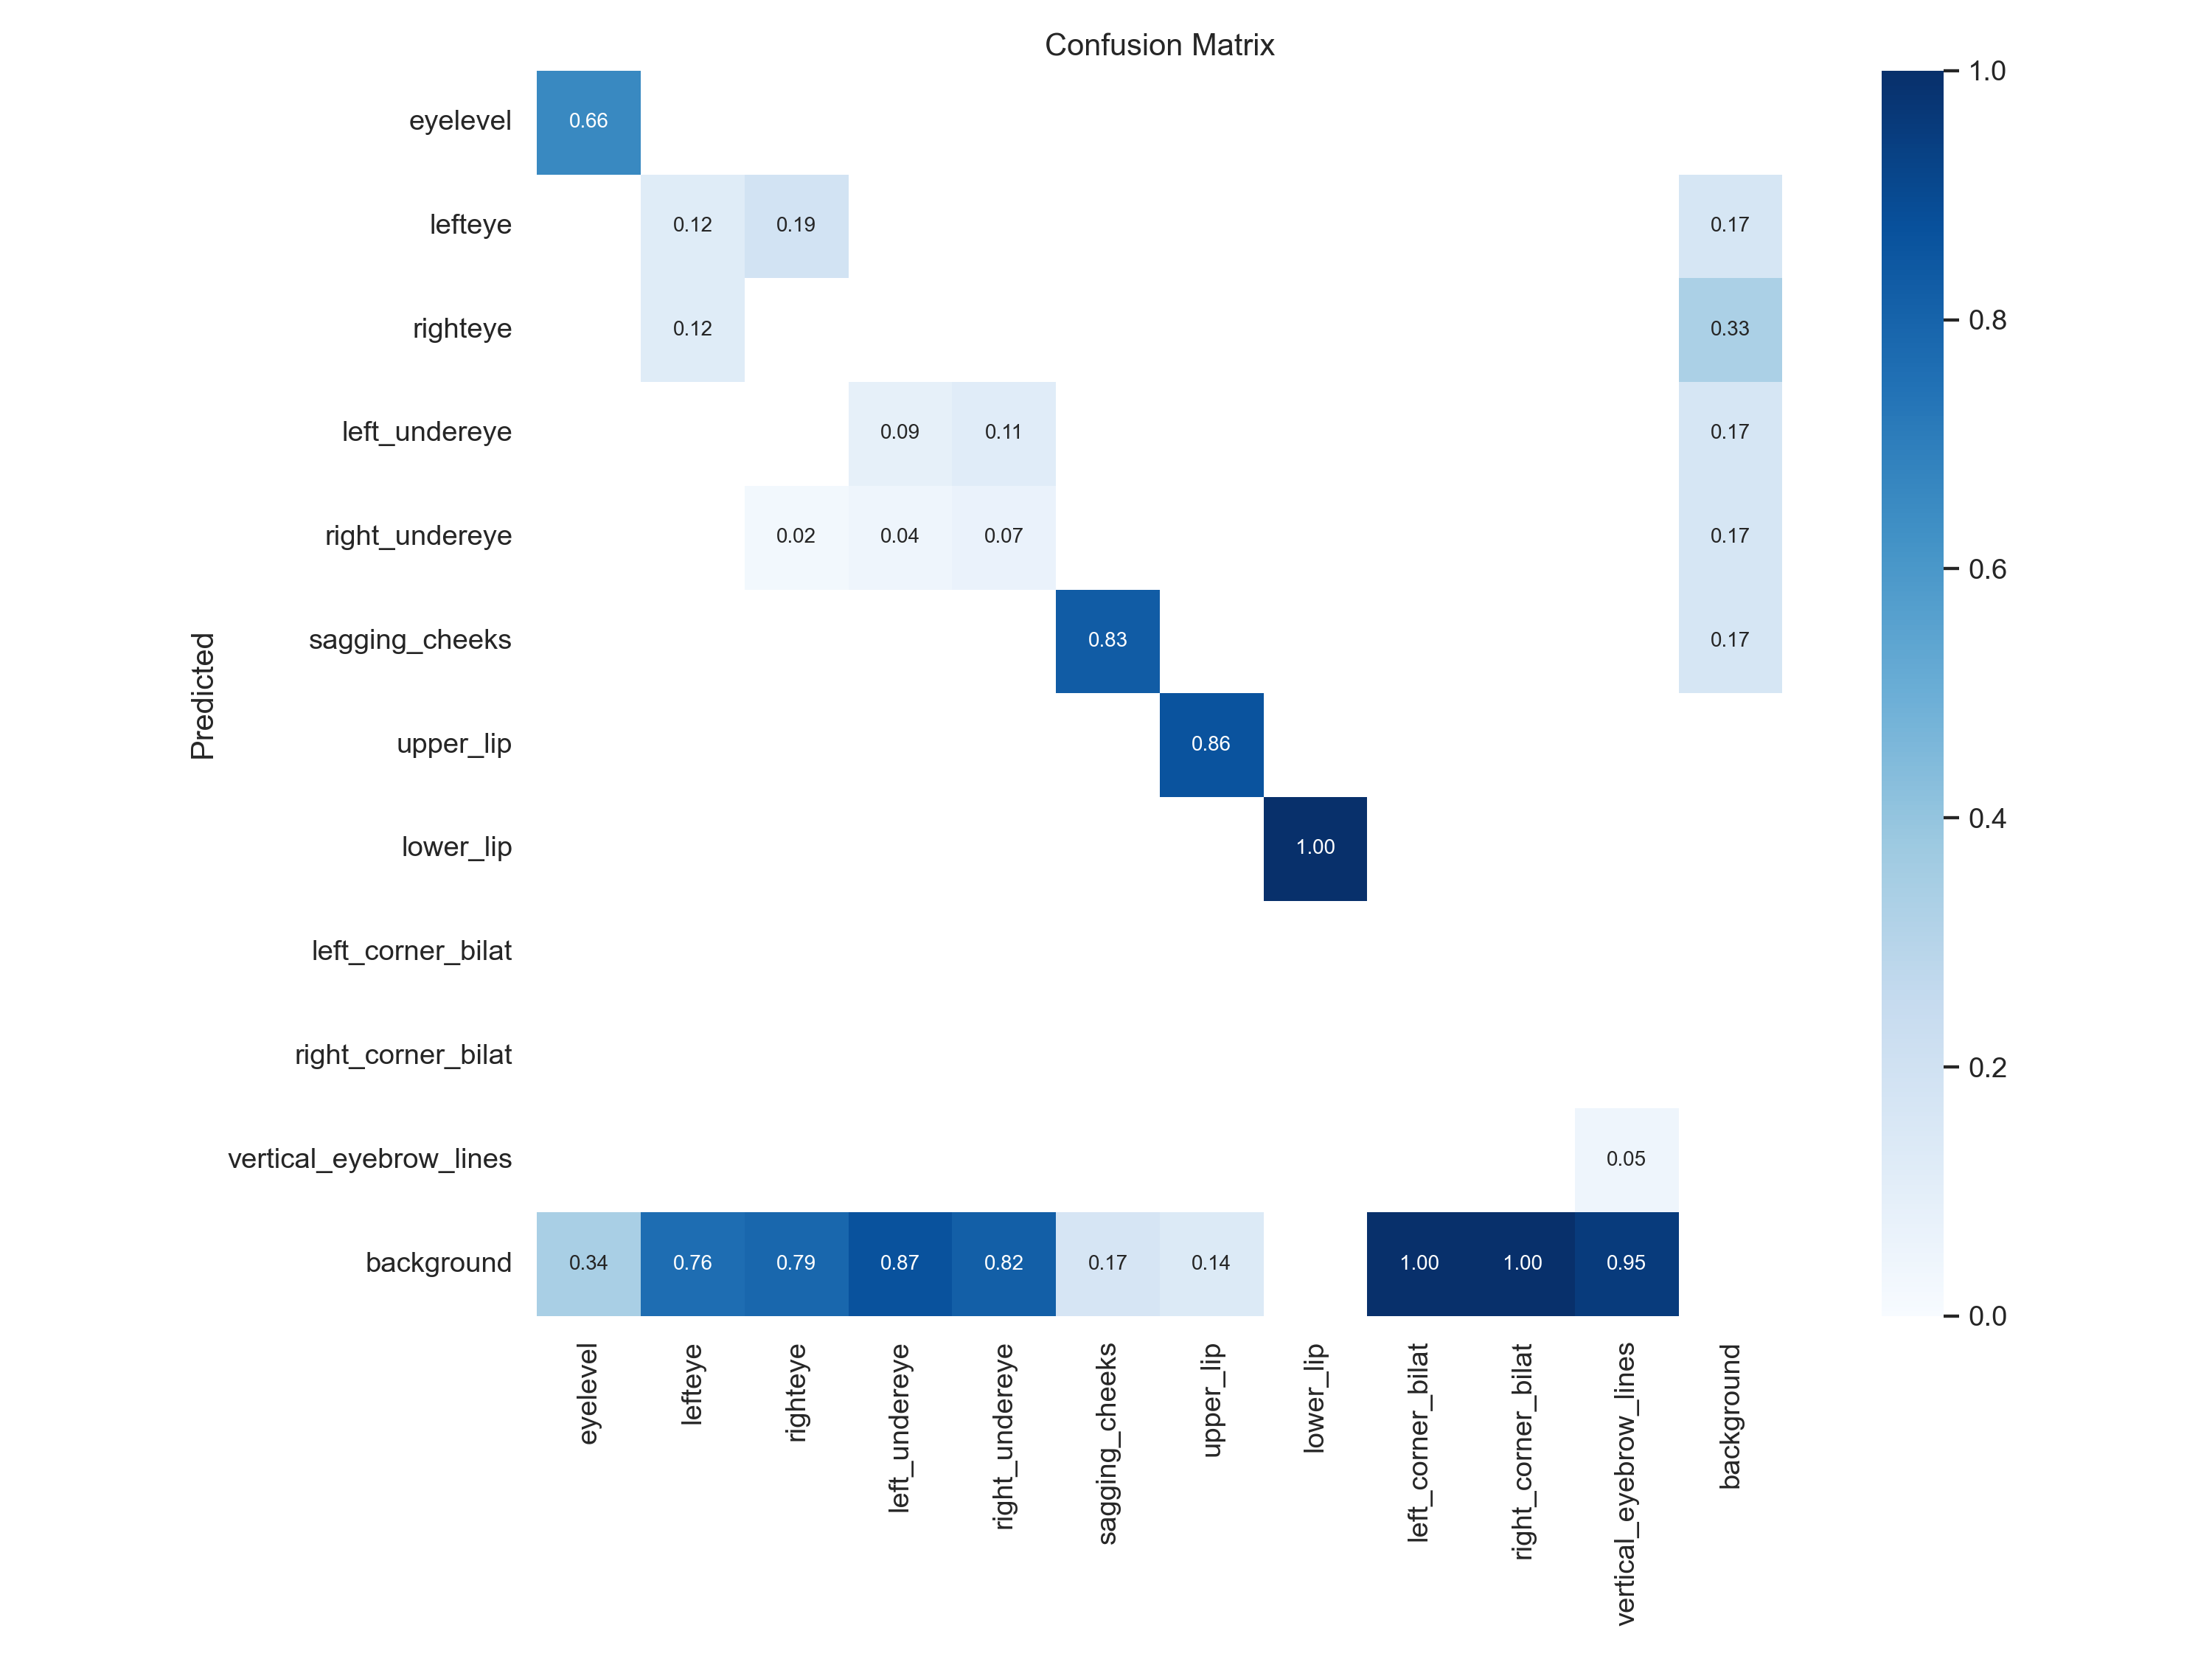 Confusion Matrix
eyelevel 0.66
lefteye 0.12 0.19 0.17
righteye 0.12 0.33
left_undereye 0.09 0.11 0.17
right_undereye 0.02 0.04 0.07 0.17
sagging_cheeks 0.83 0.17
upper_lip 0.86
lower_lip 1.00
left_corner_bilat
right_corner_bilat
vertical_eyebrow_lines 0.05
background 0.34 0.76 0.79 0.87 0.82 0.17 0.14 1.00 1.00 0.95
Predicted
eyelevel
lefteye
righteye
left_undereye
right_undereye
sagging_cheeks
upper_lip
lower_lip
left_corner_bilat
right_corner_bilat
vertical_eyebrow_lines
background
1.0
0.8
0.6
0.4
0.2
0.0